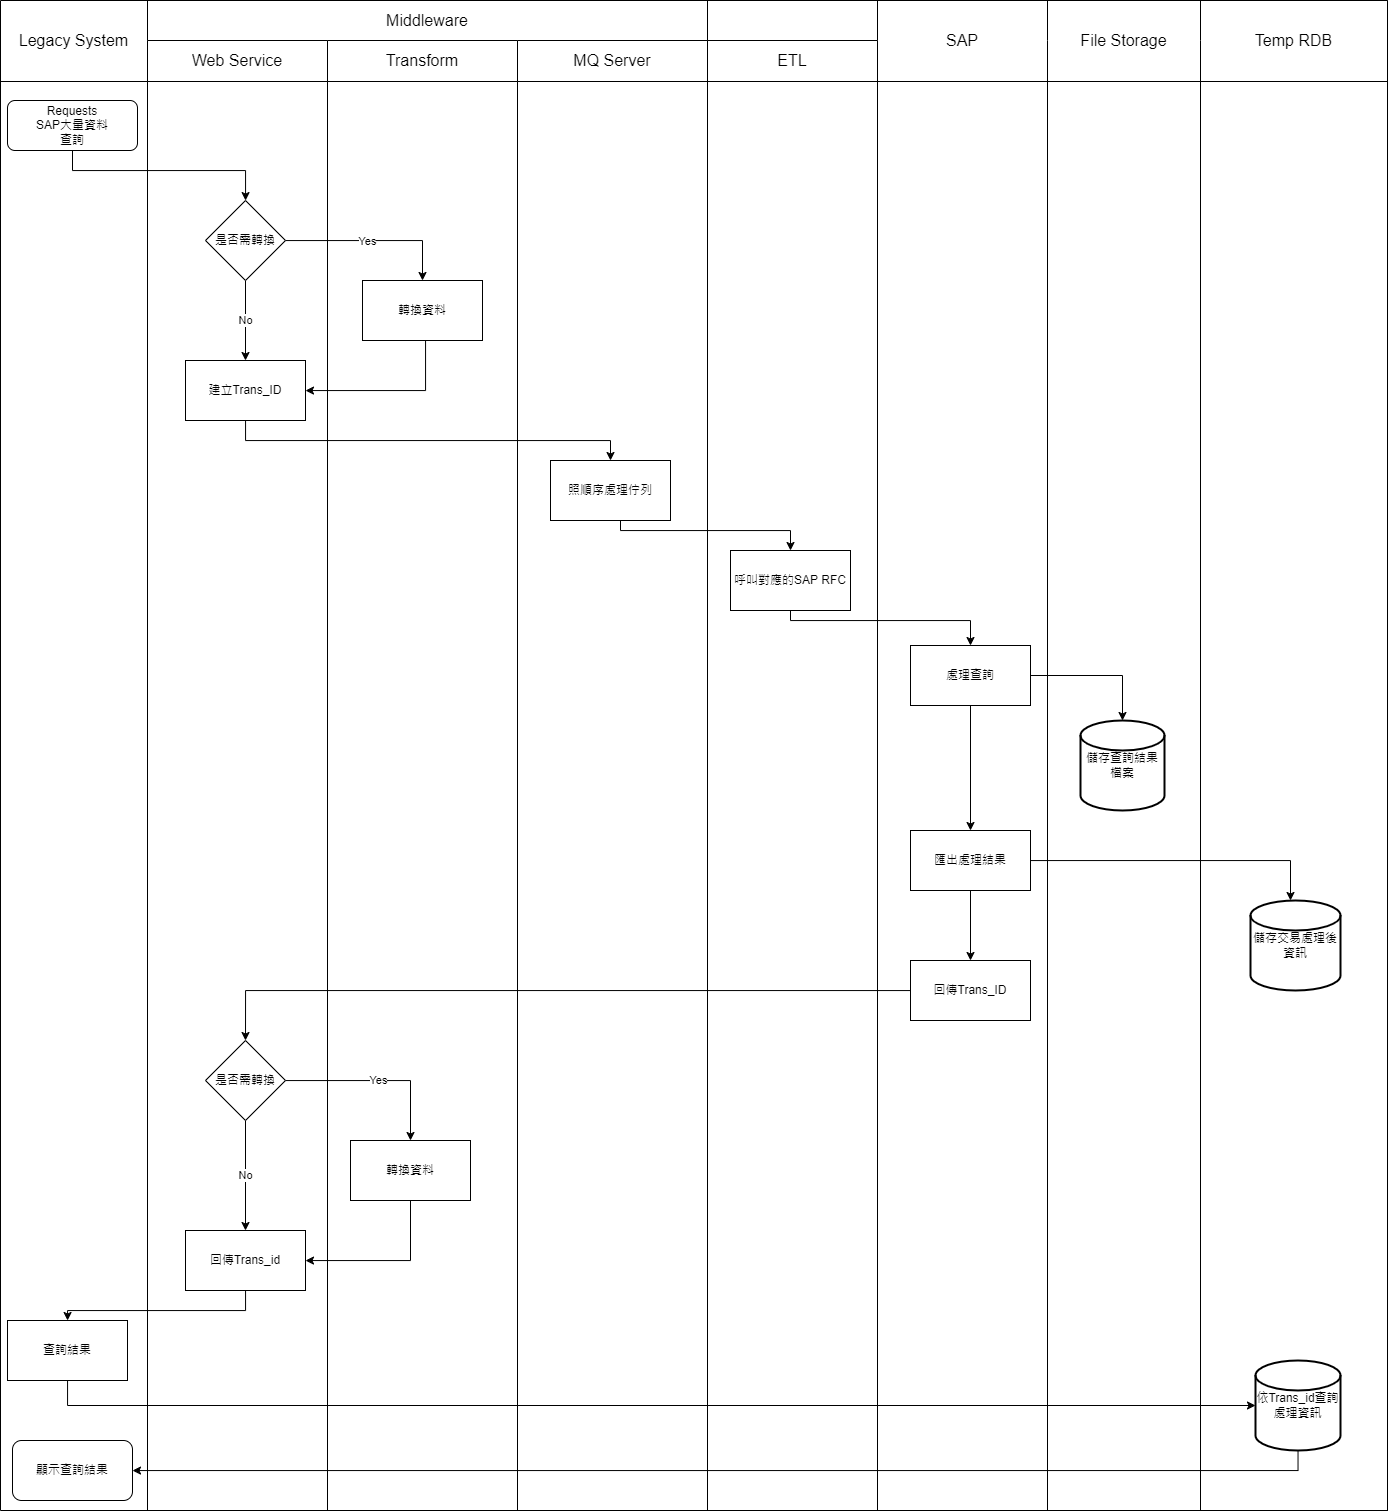 Middleware
Legacy System
SAP
File Storage
Temp RDB
Web Service
Transform
MQ Server
ETL
Requests
SAP大量資料
查詢
是否需轉換
Yes
轉換資料
No
建立Trans_ID
照順序處理佇列
呼叫對應的SAP RFC
處理查詢
儲存查詢結果
檔案
匯出處理結果
儲存交易處理後
資訊
回傳Trans_ID
是否需轉換
Yes
轉換資料
No
回傳Trans_id
查詢結果
依Trans_id查詢
處理資訊
顯示查詢結果